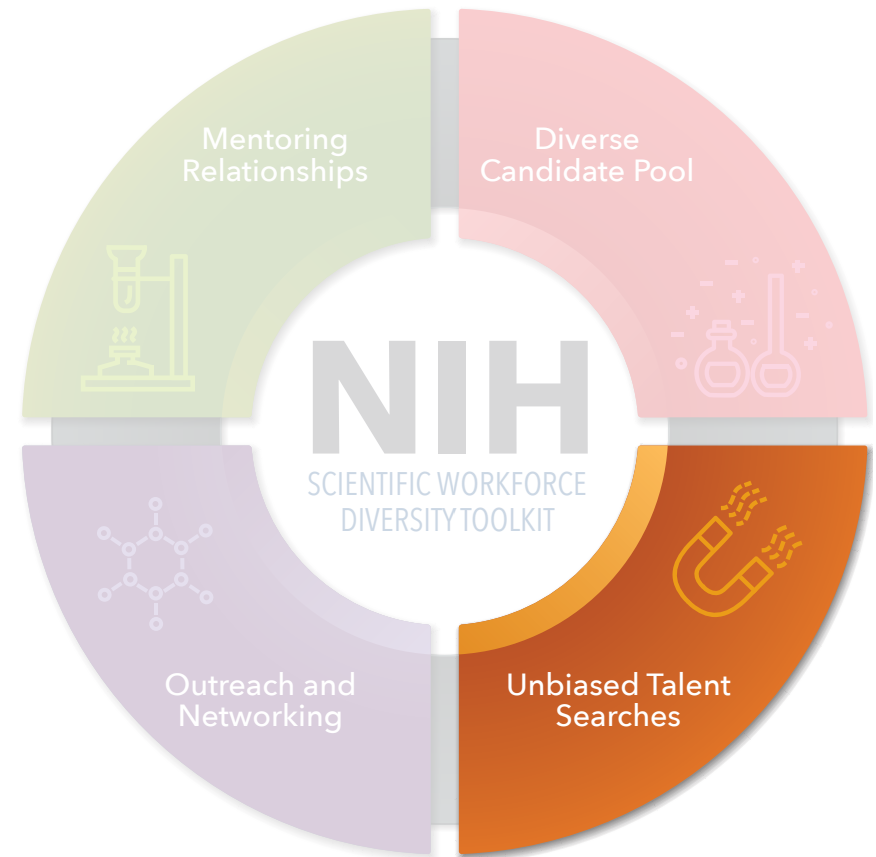 Mentoring
Relationships
Diverse
Candidate Pool
NIH
SCIENTIFIC WORKFORCE
DIVERSITY TOOLKIT
Outreach and
Networking
Unbiased Talent
Searches